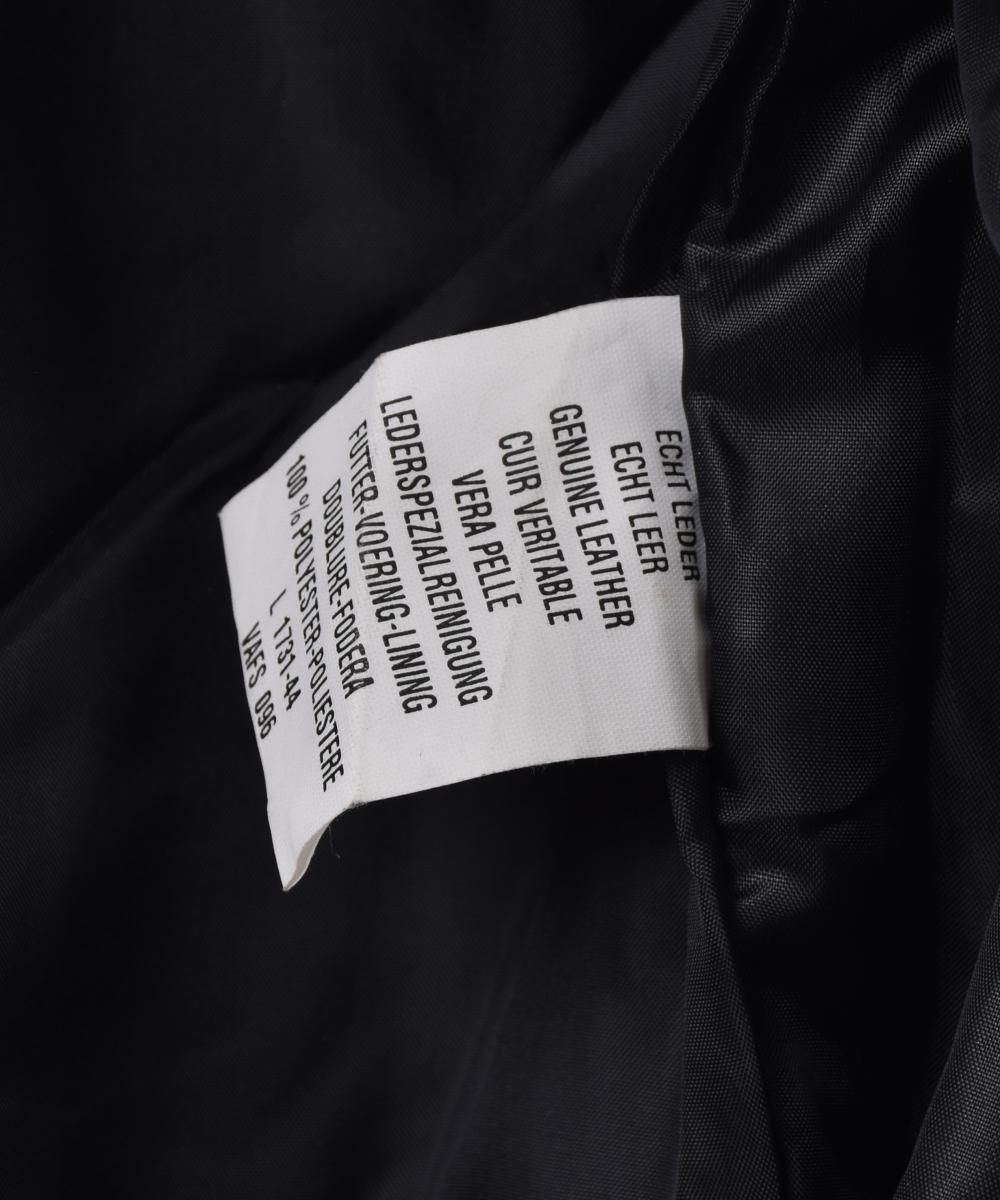 ECHT LEDER
ECHT LEER
GENUINE LEATHER
CUIR VERITABLE
VERA PELLE
LEDERSPEZIALREINIGUNG
FUTTER-VOERING-LINING
DOUBLURE-FODERA
100 % POLYESTER-POLIESTERE
L 1731-44
VAFS 096